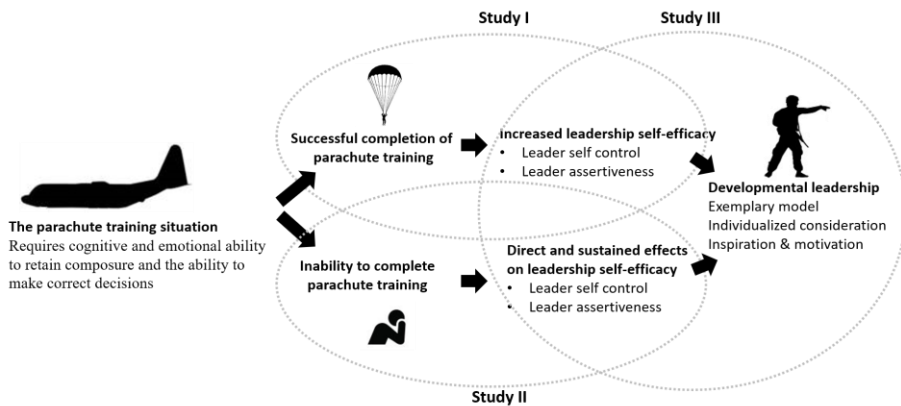 Study I
Study III
Successful completion of
parachute training
Increased leadership self-efficacy
• Leader self control
• Leader assertiveness
The parachute training situation
Requires cognitive and emotional ability
to retain composure and the ability to
make correct decisions
Developmental leadership
Exemplary model
Individualized consideration
Inspiration & motivation
Inability to complete
parachute training
Direct and sustained effects
on leadership self-efficacy
• Leader self control
• Leader assertiveness
Study II